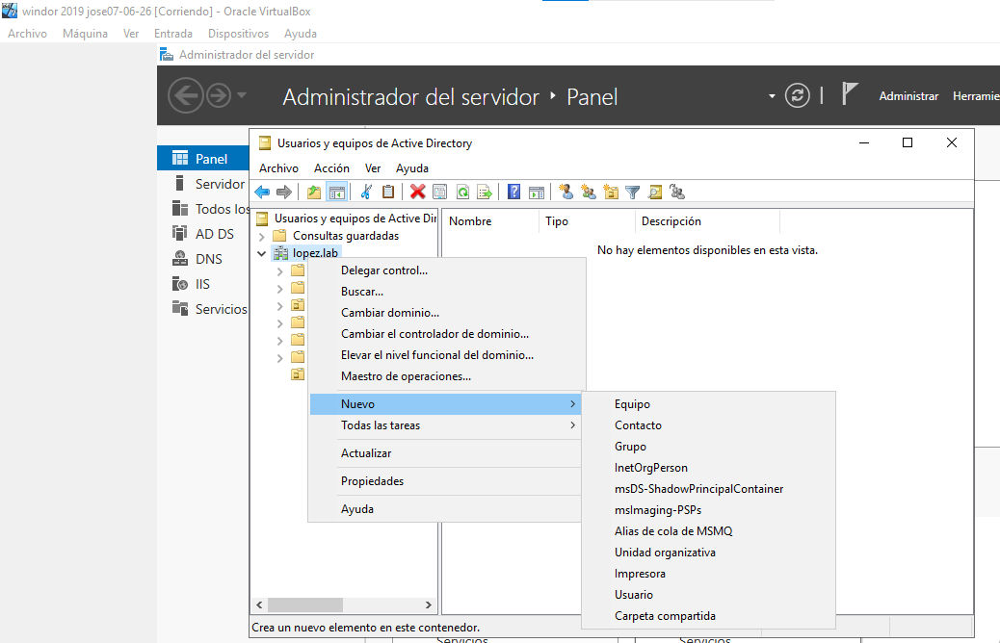 windor 2019 jose07-06-26 [Corriendo] - Oracle VirtualBox
Archivo Máquina Ver Entrada Dispositivos Ayuda
Administrador del servidor
Administrador del servidor Panel
Administrar Herramie
Panel
Servidor
Todos los
AD DS
DNS
IIS
Servicios
Usuarios y equipos de Active Directory
Archivo Acción Ver Ayuda
Usuarios y equipos de Active Dir
Consultas guardadas
lopez.lab
Nombre Tipo Descripción
No hay elementos disponibles en esta vista.
Delegar control...
Buscar...
Cambiar dominio...
Cambiar el controlador de dominio...
Elevar el nivel funcional del dominio...
Maestro de operaciones...
Nuevo
Todas las tareas
Actualizar
Propiedades
Ayuda
Equipo
Contacto
Grupo
InetOrgPerson
msDS-ShadowPrincipalContainer
msImaging-PSPs
Alias de cola de MSMQ
Unidad organizativa
Impresora
Usuario
Carpeta compartida
Crea un nuevo elemento en este contenedor.
Servicios Servicios